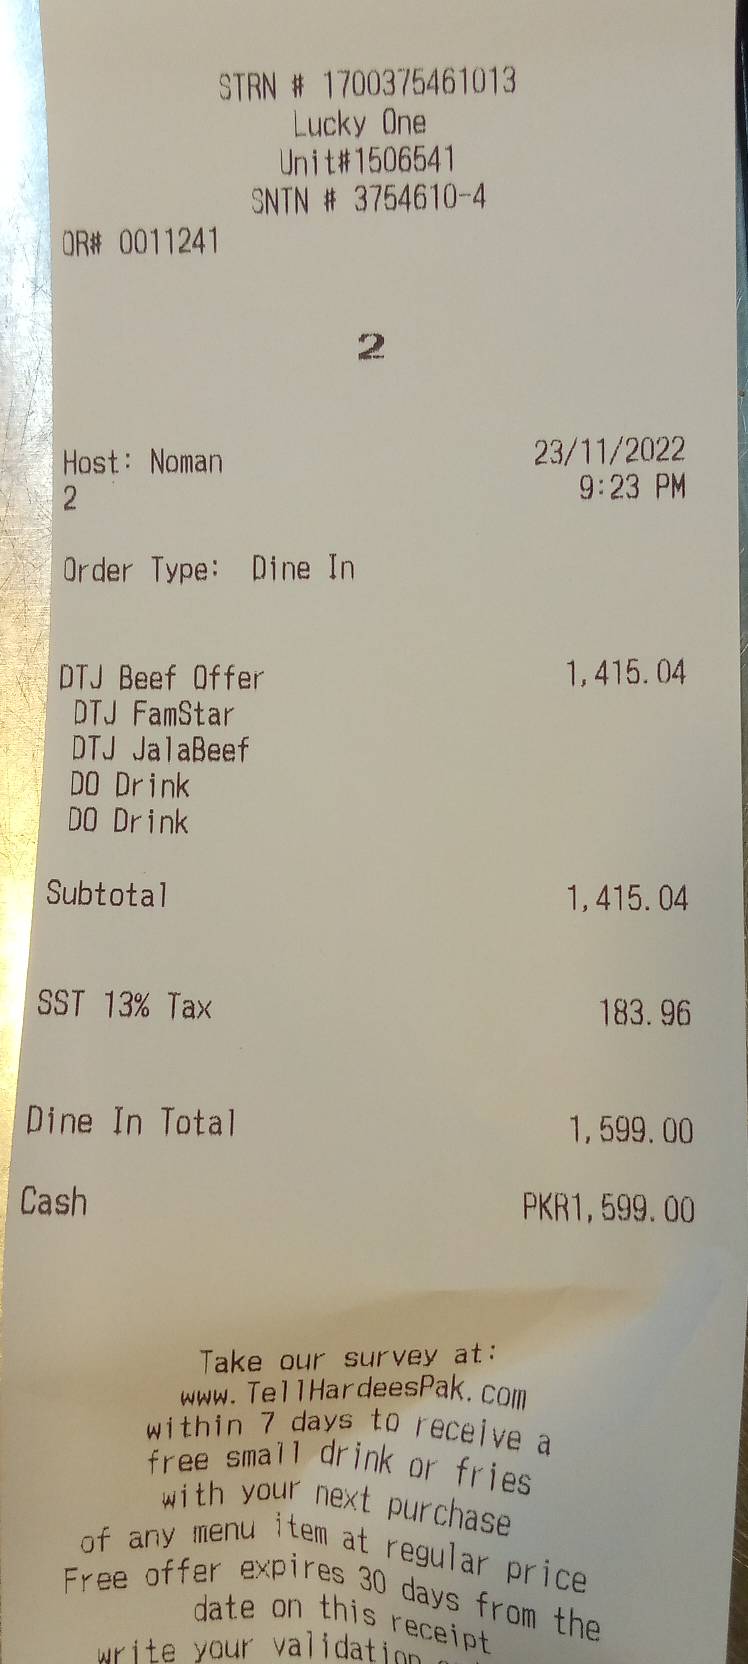 STRN # 1700375461013
Lucky One
Unit#1506541
SNTN # 3754610-4
OR# 0011241
2
Host: Noman 23/11/2022
2 9:23 PM
Order Type: Dine In
DTJ Beef Offer 1,415.04
DTJ FamStar
DTJ JalaBeef
DO Drink
DO Drink
Subtotal 1,415.04
SST 13% Tax 183.96
Dine In Total 1,599.00
Cash PKR1,599.00
Take our survey at:
www.TellHardeesPak.com
within 7 days to receive a
free small drink or fries
with your next purchase
of any menu item at regular price
Free offer expires 30 days from the
date on this receipt
write your validation